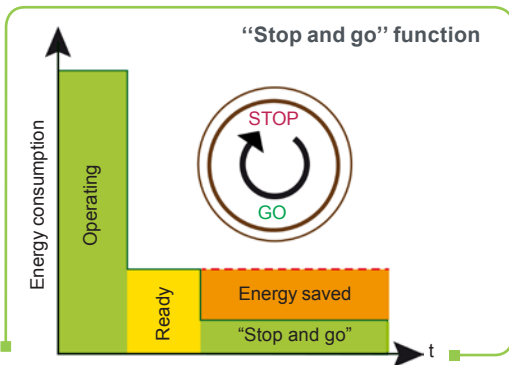 ‘‘Stop and go’’ function
Energy consumption
Operating
Ready
STOP
GO
Energy saved
“Stop and go”
t